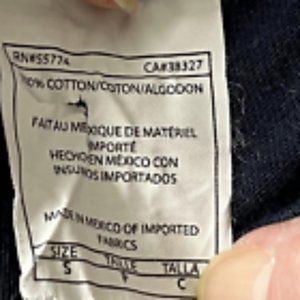 RN#55774 CA#38327
100% COTTON/COTON/ALGODON
FAIT AU MEXIQUE DE MATÉRIEL
IMPORTÉ
HECHO EN MÉXICO CON
INSUMOS IMPORTADOS
MADE IN MEXICO OF IMPORTED
FABRICS
SIZE TAILLE TALLA
S C